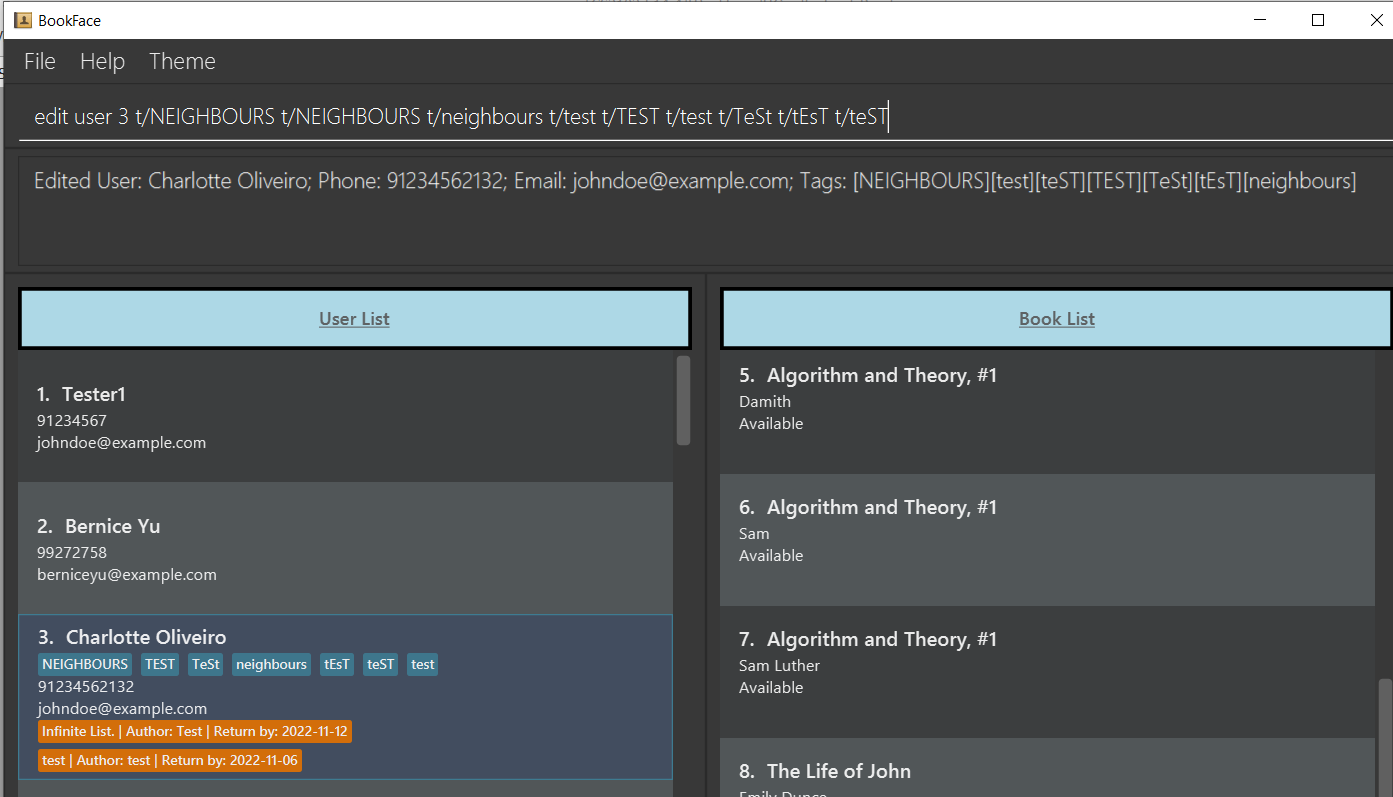 BookFace
File Help Theme
edit user 3 t/NEIGHBOURS t/NEIGHBOURS t/neighbours t/test t/TEST t/test t/TeSt t/tEsT t/teST
Edited User: Charlotte Oliveiro; Phone: 91234562132; Email: johndoe@example.com; Tags: [NEIGHBOURS][test][teST][TEST][TeSt][tEsT][neighbours]
User List
1. Tester1
91234567
johndoe@example.com
2. Bernice Yu
99272758
berniceyu@example.com
3. Charlotte Oliveiro
NEIGHBOURS TEST TeSt neighbours tEsT teST test
91234562132
johndoe@example.com
Infinite List. | Author: Test | Return by: 2022-11-12
test | Author: test | Return by: 2022-11-06
Book List
5. Algorithm and Theory, #1
Damith
Available
6. Algorithm and Theory, #1
Sam
Available
7. Algorithm and Theory, #1
Sam Luther
Available
8. The Life of John